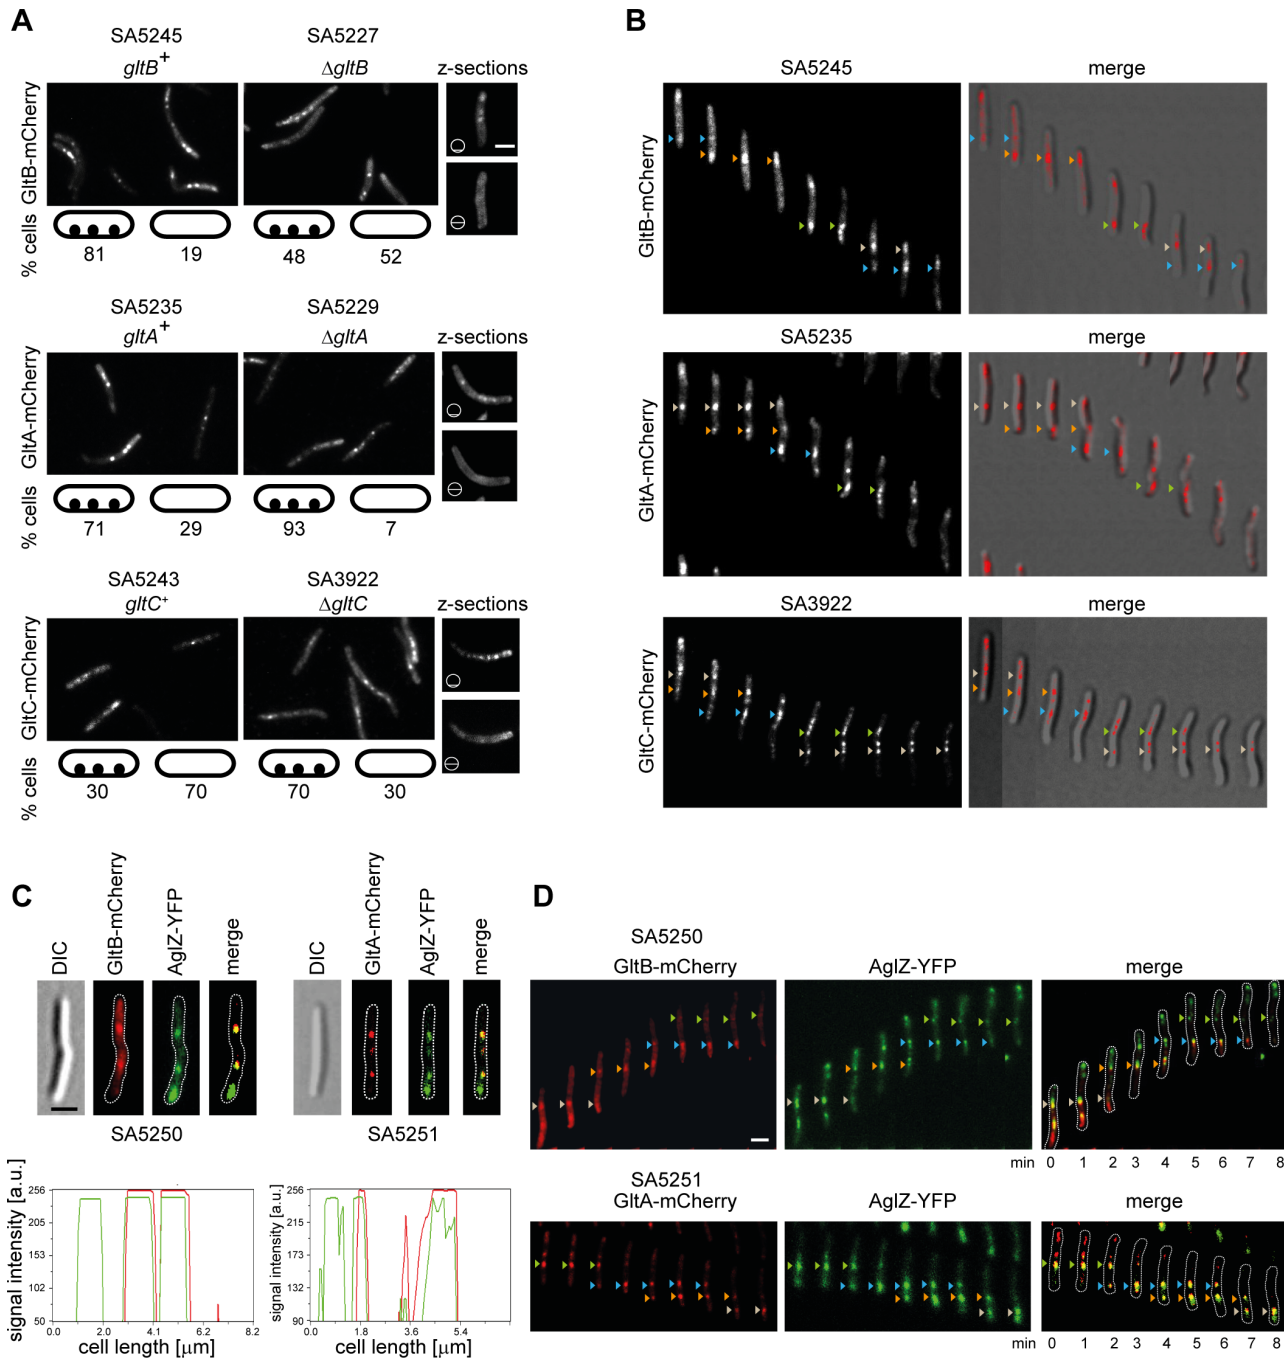 A
SA5245
gltB+
SA5227
ΔgltB
z-sections
GltB-mCherry
% cells
81
19
48
52
SA5235
gltA+
SA5229
ΔgltA
z-sections
GltA-mCherry
% cells
71
29
93
7
SA5243
gltC+
SA3922
ΔgltC
z-sections
GltC-mCherry
% cells
30
70
70
30
B
SA5245
merge
GltB-mCherry
SA5235
merge
GltA-mCherry
SA3922
merge
GltC-mCherry
C
DIC
GltB-mCherry
AglZ-YFP
merge
DIC
GltA-mCherry
AglZ-YFP
merge
SA5250
SA5251
signal intensity [a.u.]
256
205
153
102
50
0.0
2.0
4.1
6.2
8.2
cell length [μm]
signal intensity [a.u.]
256
215
173
132
90
0.0
1.8
3.6
5.4
cell length [μm]
D
SA5250
GltB-mCherry
AglZ-YFP
merge
min
0 1 2 3 4 5 6 7 8
SA5251
GltA-mCherry
AglZ-YFP
merge
min
0 1 2 3 4 5 6 7 8